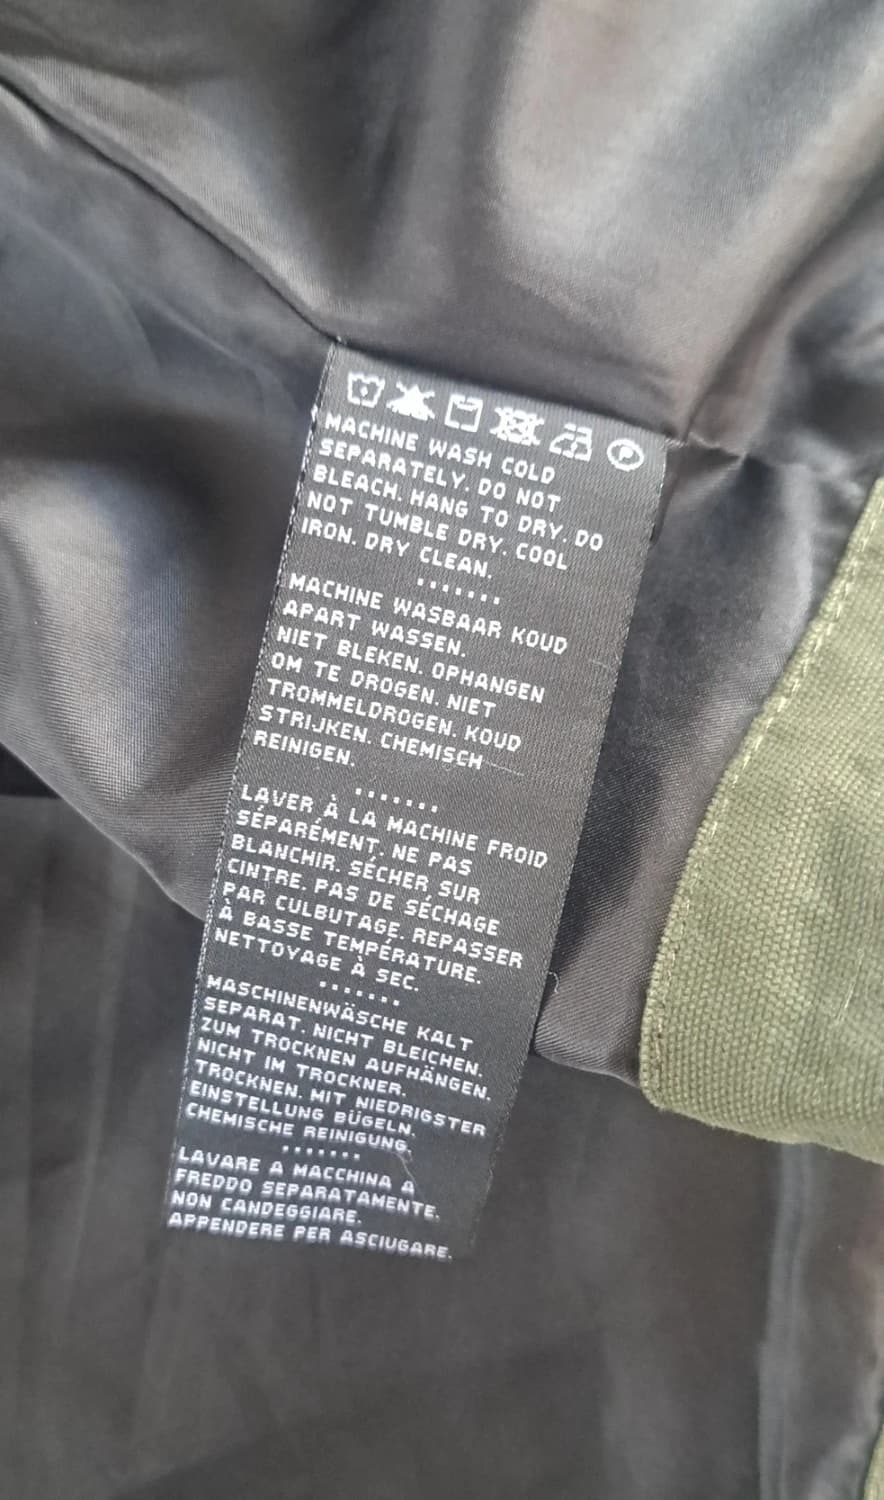 MACHINE WASH COLD
SEPARATELY. DO NOT
BLEACH. HANG TO DRY. DO
NOT TUMBLE DRY. COOL
IRON. DRY CLEAN.
MACHINE WASBAAR KOUD
APART WASSEN.
NIET BLEKEN. OPHANGEN
OM TE DROGEN. NIET
TROMMELDROGEN. KOUD
STRIJKEN. CHEMISCH
REINIGEN.
LAVER À LA MACHINE FROID
SÉPARÉMENT. NE PAS
BLANCHIR. SÉCHER SUR
CINTRE. PAS DE SÉCHAGE
PAR CULBUTAGE. REPASSER
À BASSE TEMPÉRATURE.
NETTOYAGE À SEC.
MASCHINENWÄSCHE KALT
SEPARAT. NICHT BLEICHEN.
ZUM TROCKNEN AUFHÄNGEN.
NICHT IM TROCKNER.
TROCKNEN. MIT NIEDRIGSTER
EINSTELLUNG BÜGELN.
CHEMISCHE REINIGUNG.
LAVARE A MACCHINA A
FREDDO SEPARATAMENTE.
NON CANDEGGIARE.
APPENDERE PER ASCIUGARE.